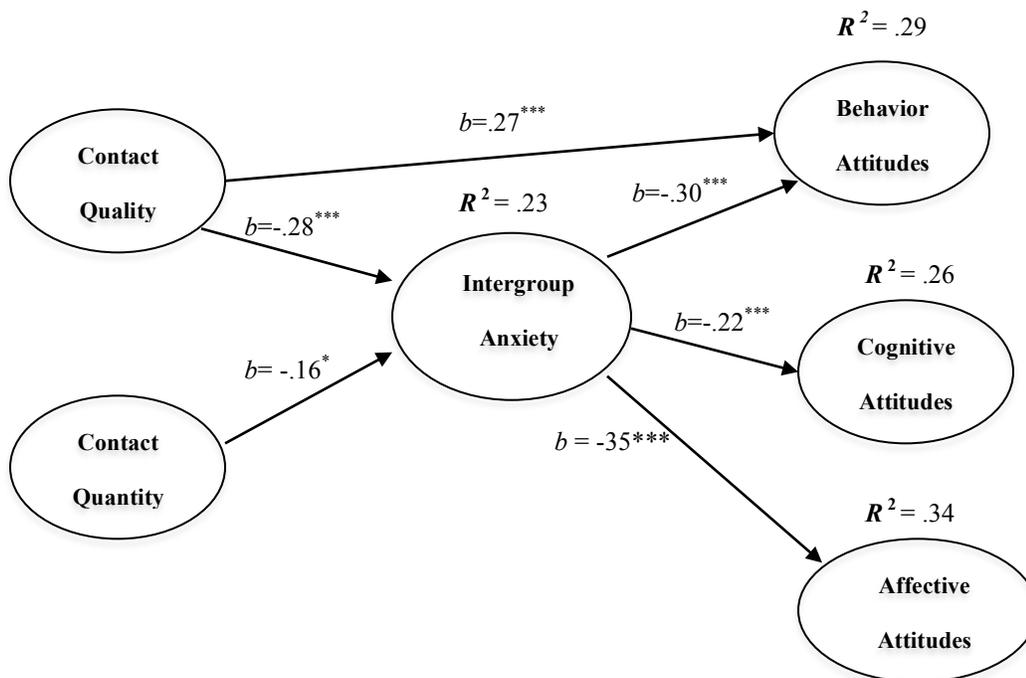 R² = .29
Behavior
Attitudes
b=.27***
Contact
Quality
b=-.30***
R² = .23
b=-.28***
Intergroup
Anxiety
R² = .26
b=-.22***
Cognitive
Attitudes
b= -.16*
Contact
Quantity
b = -35***
R² = .34
Affective
Attitudes